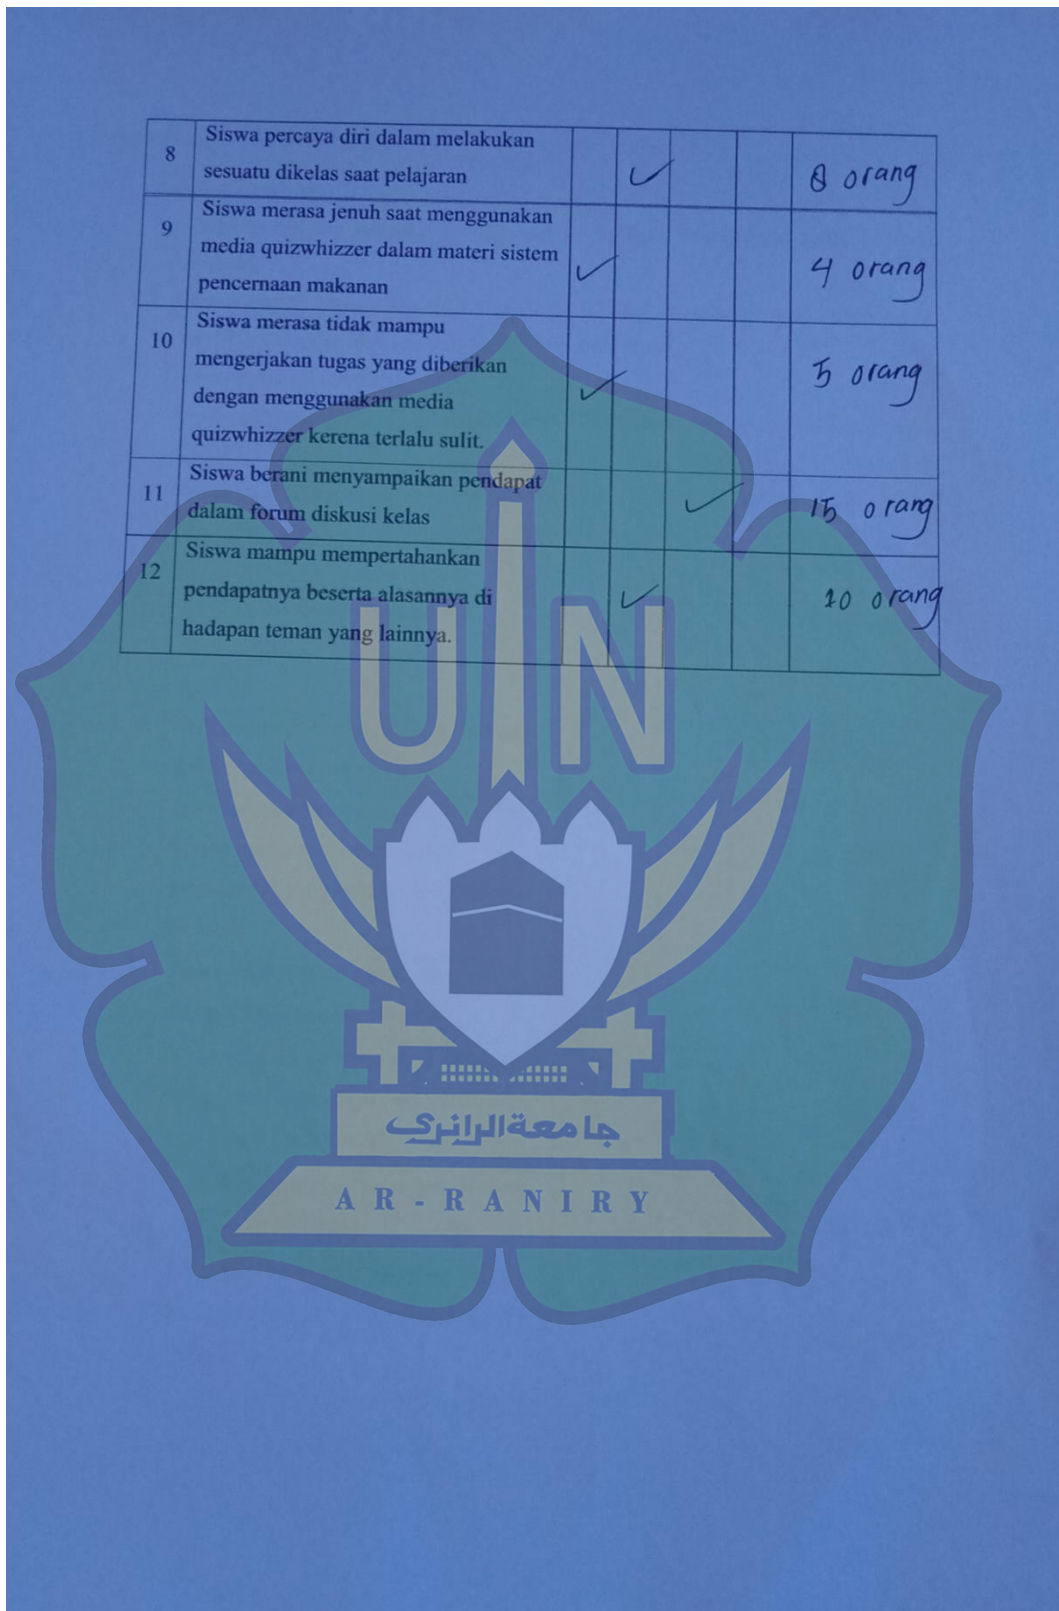 8
Siswa percaya diri dalam melakukan
sesuatu dikelas saat pelajaran
✓
8 orang
9
Siswa merasa jenuh saat menggunakan
media quizwhizzer dalam materi sistem
pencernaan makanan
✓
4 orang
10
Siswa merasa tidak mampu
mengerjakan tugas yang diberikan
dengan menggunakan media
quizwhizzer kerena terlalu sulit.
✓
5 orang
11
Siswa berani menyampaikan pendapat
dalam forum diskusi kelas
✓
15 orang
12
Siswa mampu mempertahankan
pendapatnya beserta alasannya di
hadapan teman yang lainnya.
✓
10 orang
UIN
جامعة الرانري
AR-RANIRY